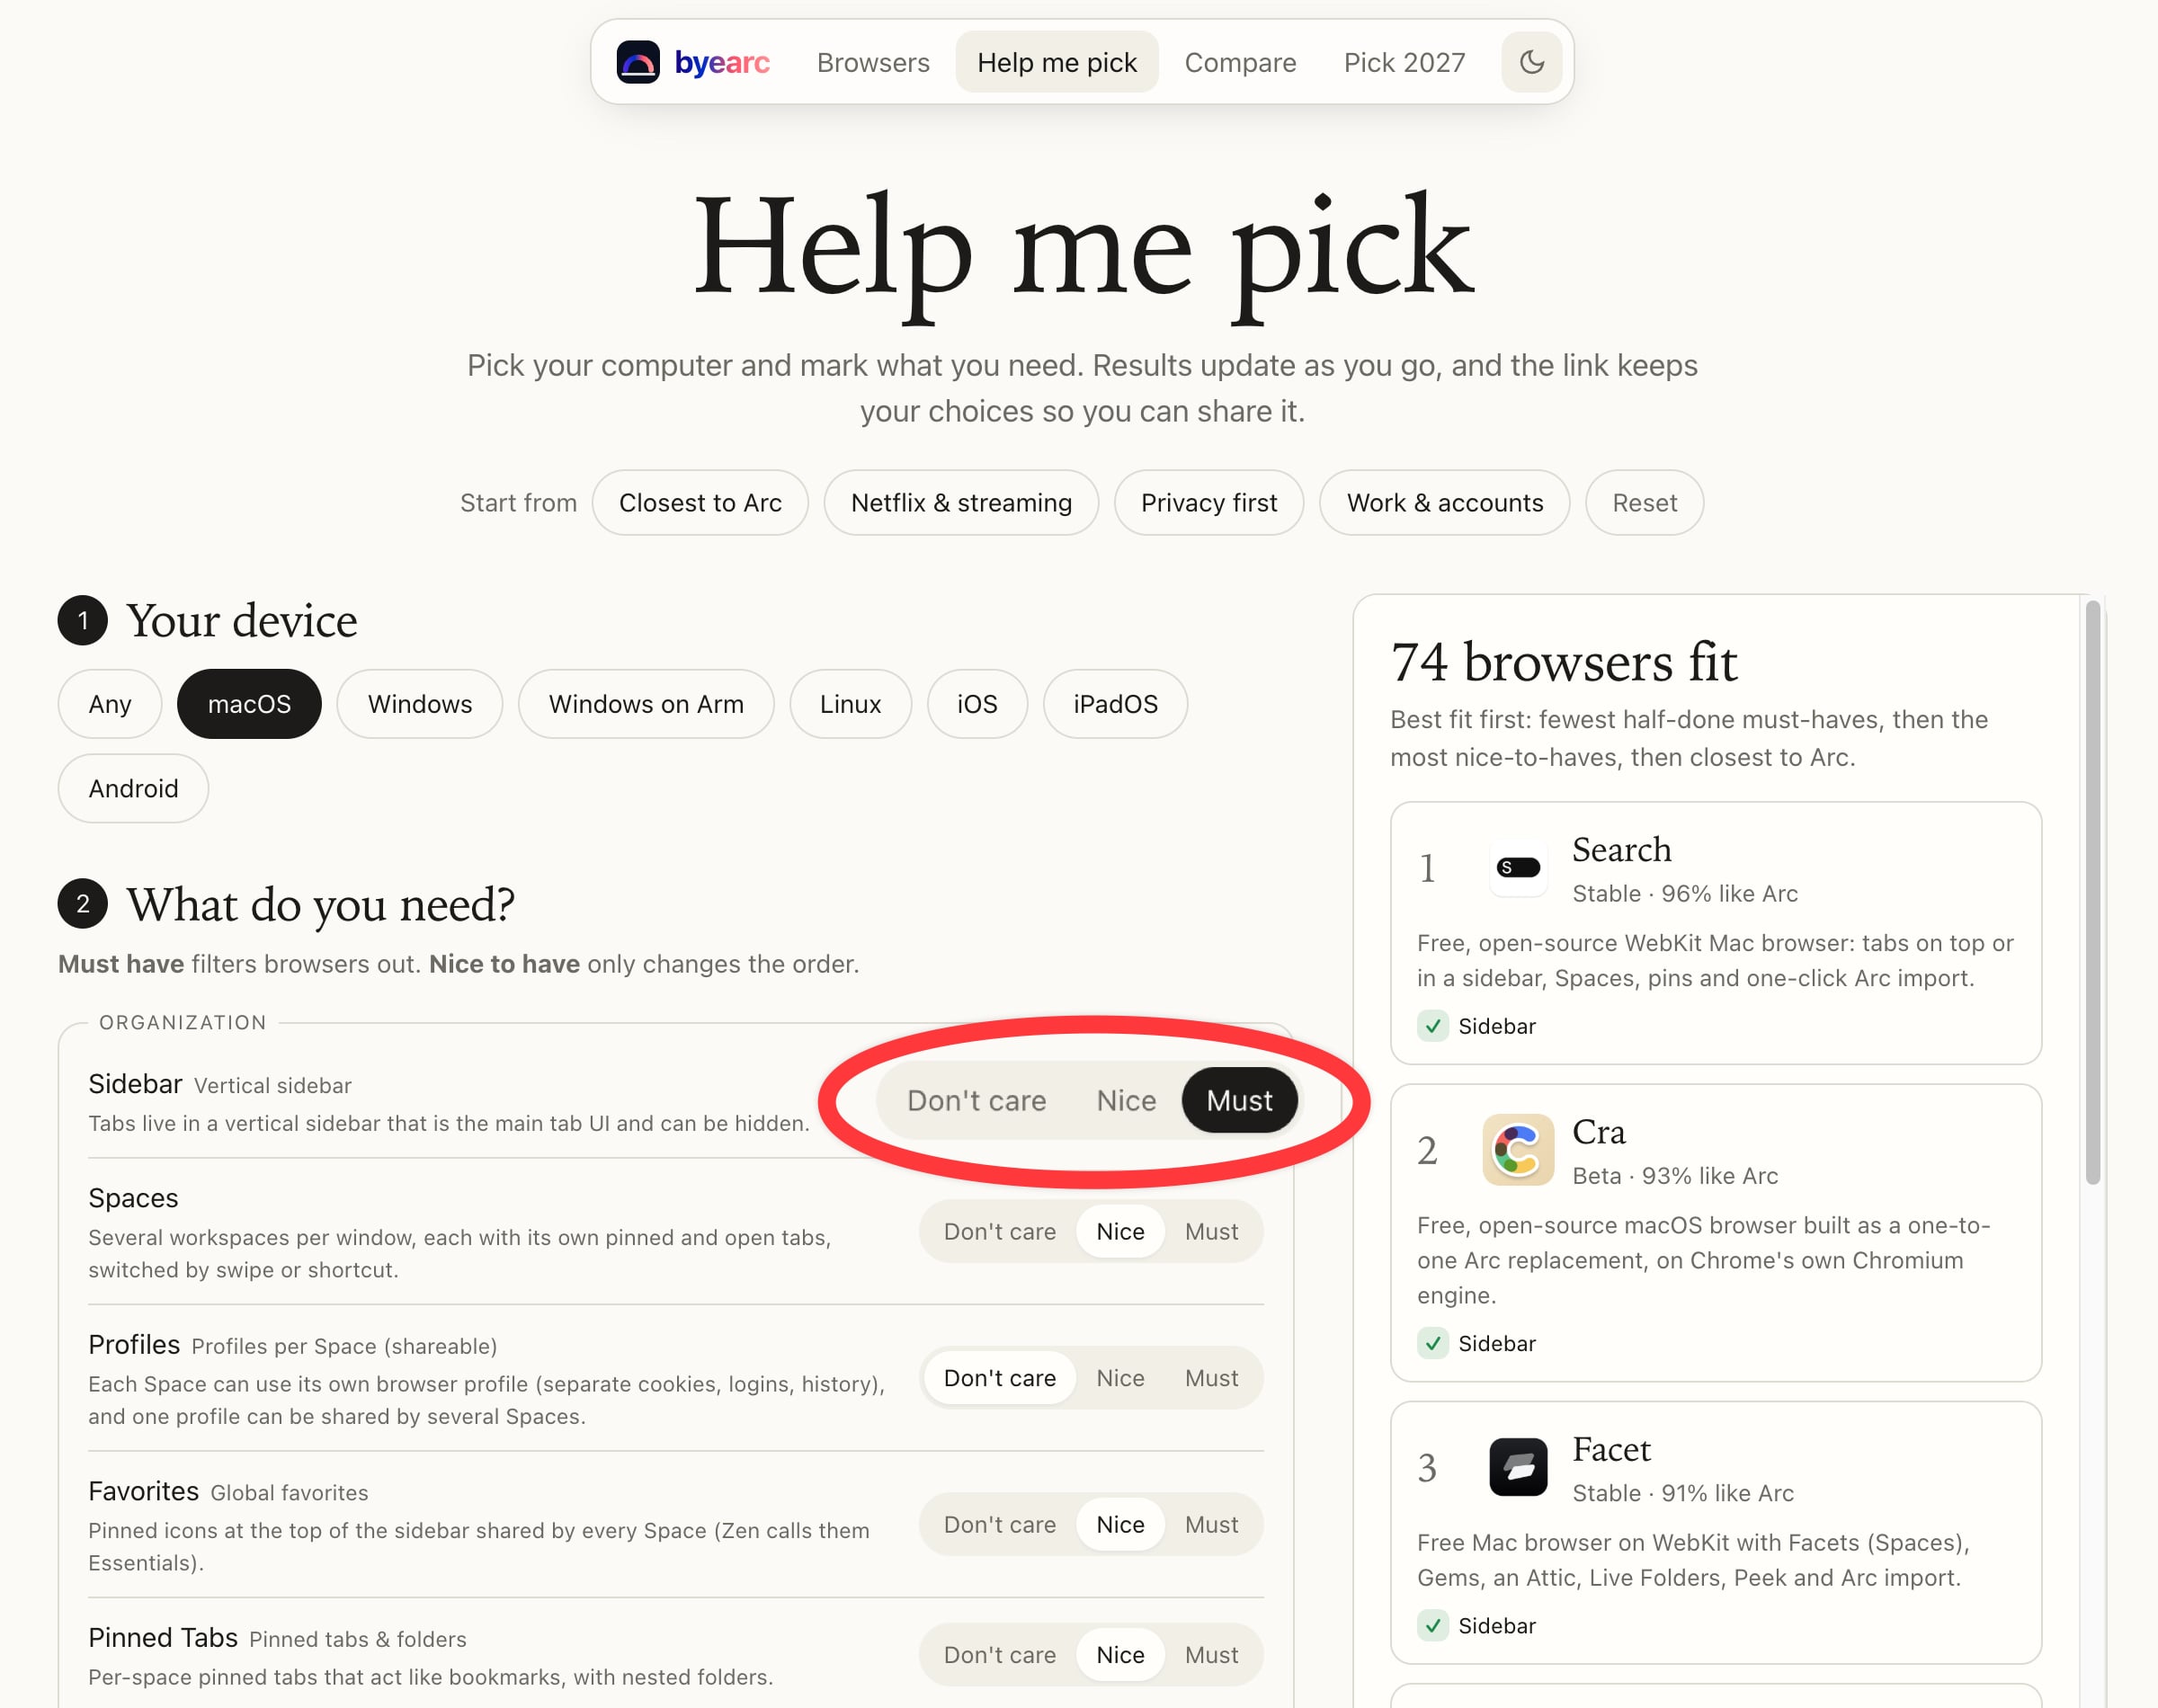 byearc Browsers Help me pick Compare Pick 2027
Help me pick
Pick your computer and mark what you need. Results update as you go, and the link keeps
your choices so you can share it.
Start from Closest to Arc Netflix & streaming Privacy first Work & accounts Reset
1 Your device
Any macOS Windows Windows on Arm Linux iOS iPadOS
Android
2 What do you need?
Must have filters browsers out. Nice to have only changes the order.
ORGANIZATION
Sidebar Vertical sidebar
Tabs live in a vertical sidebar that is the main tab UI and can be hidden.
Don't care Nice Must
Spaces
Several workspaces per window, each with its own pinned and open tabs,
switched by swipe or shortcut.
Don't care Nice Must
Profiles Profiles per Space (shareable)
Each Space can use its own browser profile (separate cookies, logins, history),
and one profile can be shared by several Spaces.
Don't care Nice Must
Favorites Global favorites
Pinned icons at the top of the sidebar shared by every Space (Zen calls them
Essentials).
Don't care Nice Must
Pinned Tabs Pinned tabs & folders
Per-space pinned tabs that act like bookmarks, with nested folders.
Don't care Nice Must
74 browsers fit
Best fit first: fewest half-done must-haves, then the
most nice-to-haves, then closest to Arc.
1 S Search
Stable · 96% like Arc
Free, open-source WebKit Mac browser: tabs on top or
in a sidebar, Spaces, pins and one-click Arc import.
Sidebar
2 Cra
Beta · 93% like Arc
Free, open-source macOS browser built as a one-to-
one Arc replacement, on Chrome's own Chromium
engine.
Sidebar
3 Facet
Stable · 91% like Arc
Free Mac browser on WebKit with Facets (Spaces),
Gems, an Attic, Live Folders, Peek and Arc import.
Sidebar